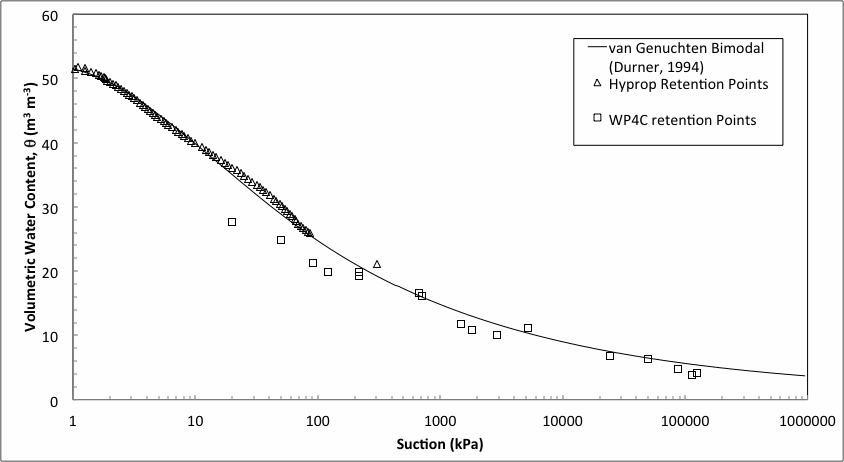 60
50
40
30
20
10
0
Volumetric Water Content, θ (m³ m⁻³)
van Genuchten Bimodal
(Durner, 1994)
Hyprop Retention Points
WP4C retention Points
1 10 100 1000 10000 100000 1000000
Suction (kPa)